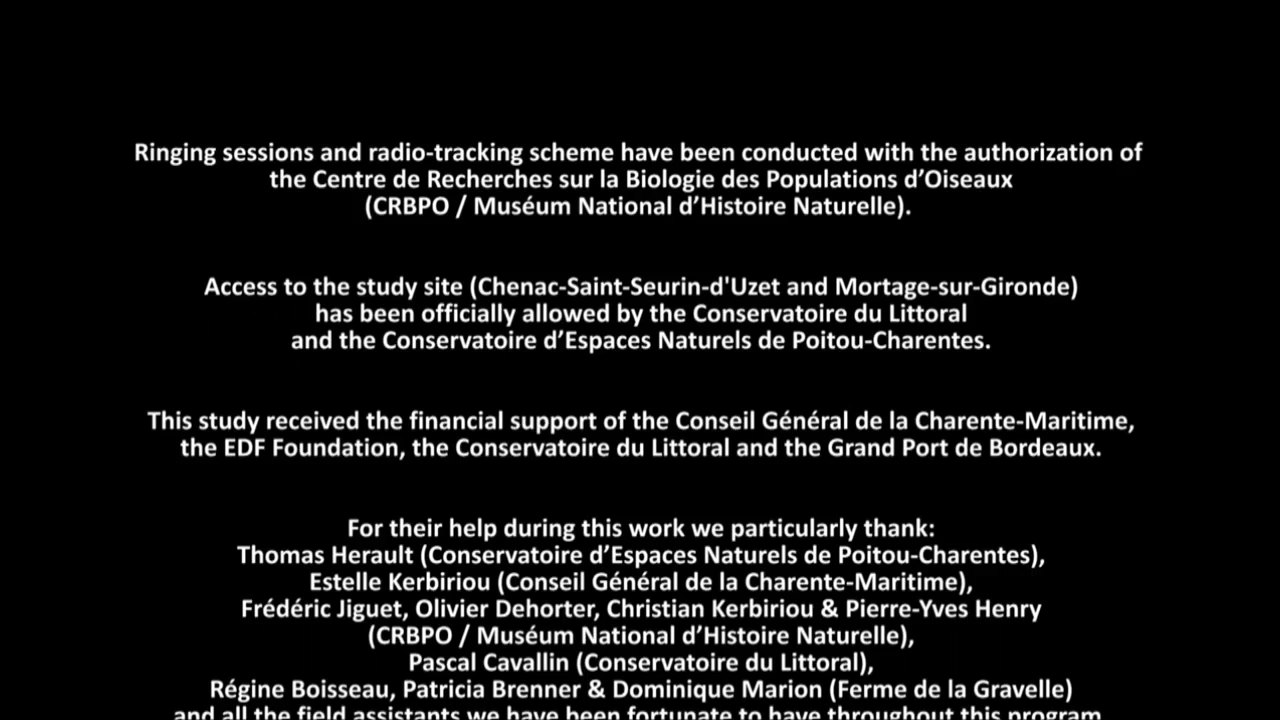 Ringing sessions and radio-tracking scheme have been conducted with the authorization of
the Centre de Recherches sur la Biologie des Populations d’Oiseaux
(CRBPO / Muséum National d’Histoire Naturelle).
Access to the study site (Chenac-Saint-Seurin-d'Uzet and Mortage-sur-Gironde)
has been officially allowed by the Conservatoire du Littoral
and the Conservatoire d’Espaces Naturels de Poitou-Charentes.
This study received the financial support of the Conseil Général de la Charente-Maritime,
the EDF Foundation, the Conservatoire du Littoral and the Grand Port de Bordeaux.
For their help during this work we particularly thank:
Thomas Herault (Conservatoire d’Espaces Naturels de Poitou-Charentes),
Estelle Kerbiriou (Conseil Général de la Charente-Maritime),
Frédéric Jiguet, Olivier Dehorter, Christian Kerbiriou & Pierre-Yves Henry
(CRBPO / Muséum National d’Histoire Naturelle),
Pascal Cavallin (Conservatoire du Littoral),
Régine Boisseau, Patricia Brenner & Dominique Marion (Ferme de la Gravelle)
and all the field assistants we have been fortunate to have throughout this program